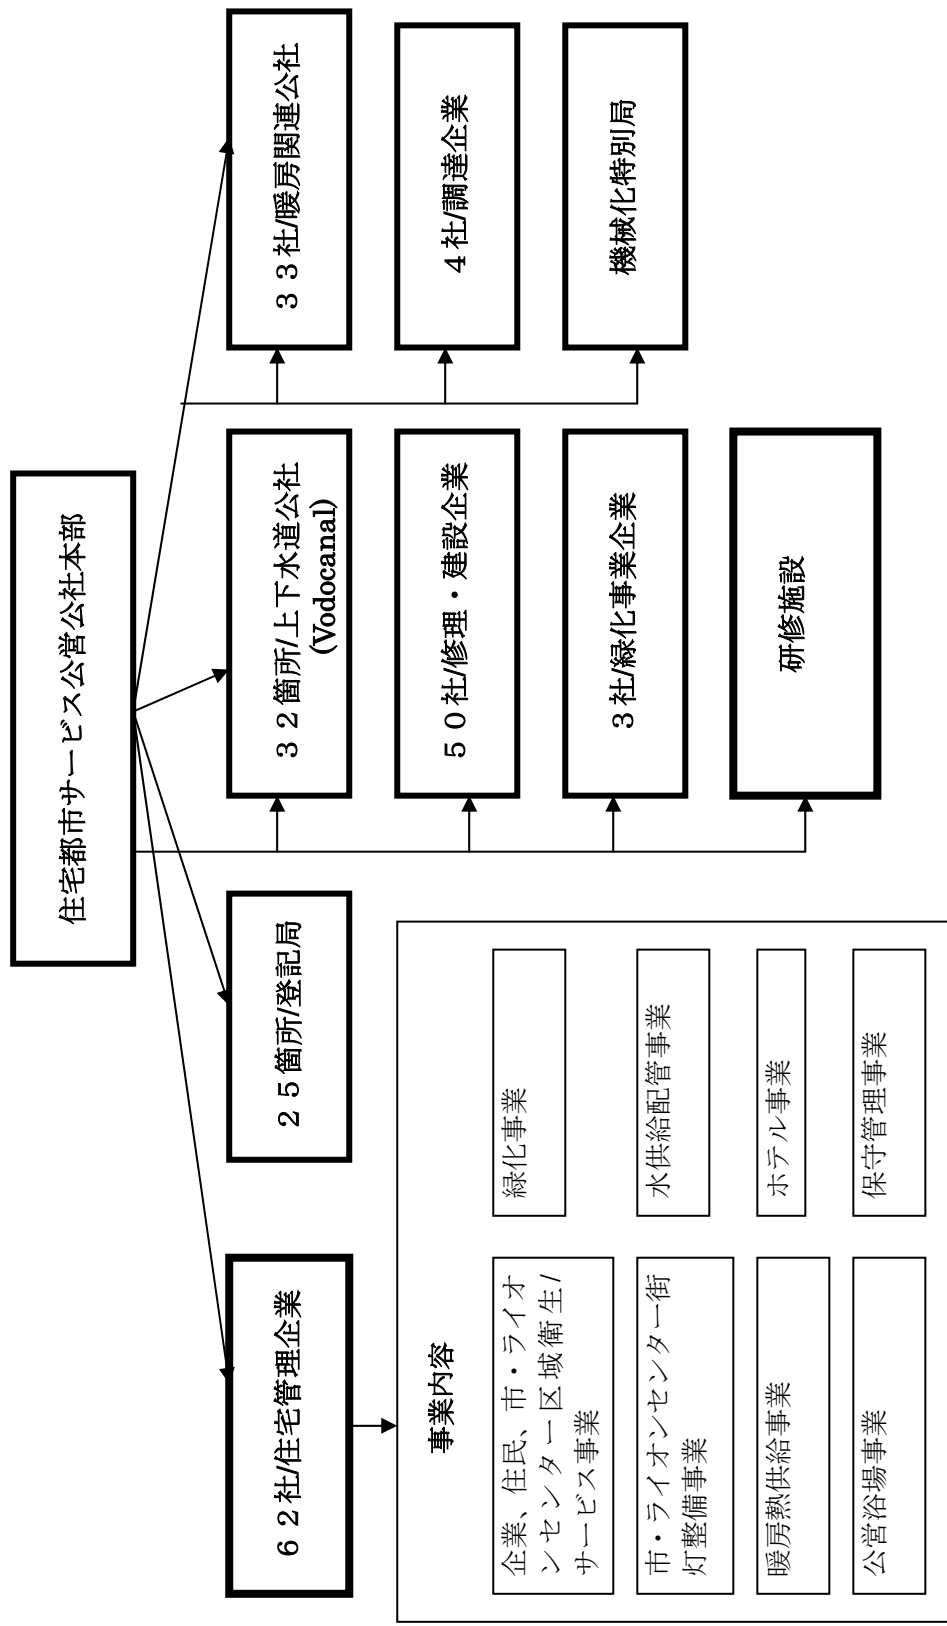 住宅都市サービス公営公社本部
６２社/住宅管理企業
２５箇所/登記局
３２箇所/上下水道公社
(Vodocanal)
３３社/暖房関連公社
５０社/修理・建設企業
４社/調達企業
３社/緑化事業企業
機械化特別局
研修施設
事業内容
企業、住民、市・ライオ
ンセンター区域衛生/
サービス事業
緑化事業
市・ライオンセンター街
灯整備事業
水供給配管事業
暖房熱供給事業
ホテル事業
公営浴場事業
保守管理事業